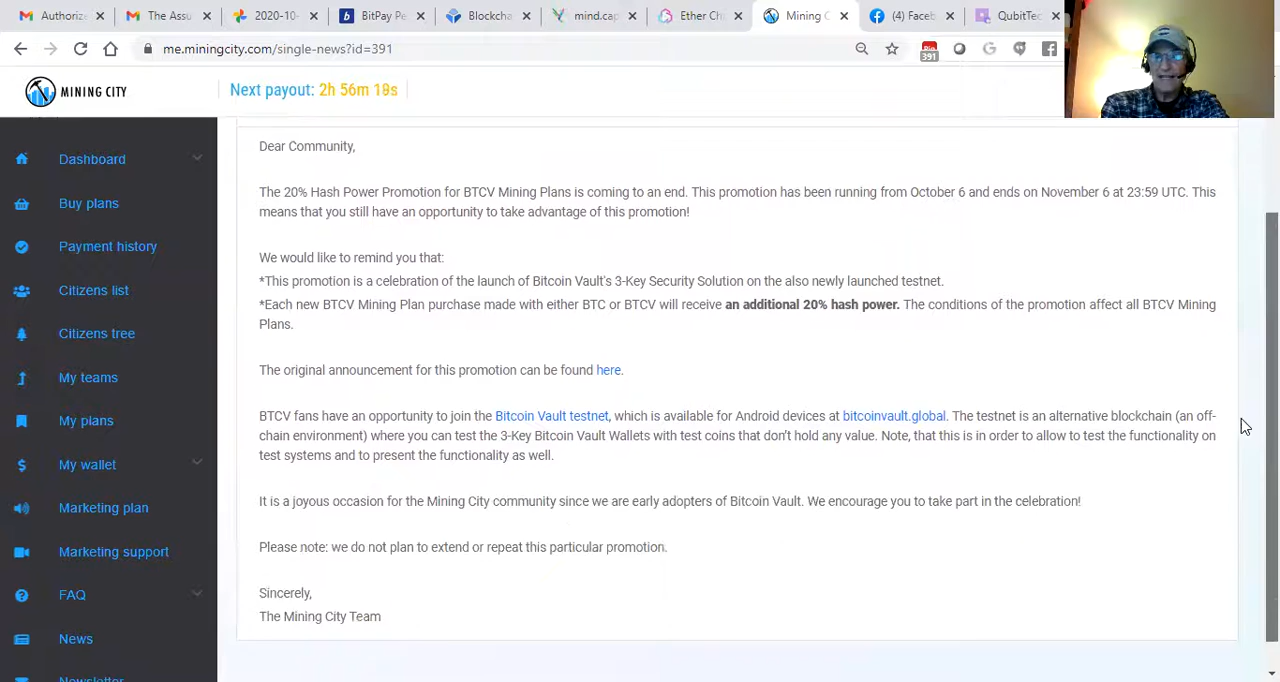 Authoriz
The Assu
2020-10-
BitPay Pe
Blockcha
mind.cap
Ether Ch
Mining C
(4) Faceb
QubitTec
me.miningcity.com/single-news?id=391
391
MINING CITY
Next payout: 2h 56m 19s
Dashboard
Buy plans
Payment history
Citizens list
Citizens tree
My teams
My plans
My wallet
Marketing plan
Marketing support
FAQ
News
Newsletter
Dear Community,
The 20% Hash Power Promotion for BTCV Mining Plans is coming to an end. This promotion has been running from October 6 and ends on November 6 at 23:59 UTC. This
means that you still have an opportunity to take advantage of this promotion!
We would like to remind you that:
*This promotion is a celebration of the launch of Bitcoin Vault's 3-Key Security Solution on the also newly launched testnet.
*Each new BTCV Mining Plan purchase made with either BTC or BTCV will receive an additional 20% hash power. The conditions of the promotion affect all BTCV Mining
Plans.
The original announcement for this promotion can be found here.
BTCV fans have an opportunity to join the Bitcoin Vault testnet, which is available for Android devices at bitcoinvault.global. The testnet is an alternative blockchain (an off-
chain environment) where you can test the 3-Key Bitcoin Vault Wallets with test coins that don't hold any value. Note, that this is in order to allow to test the functionality on
test systems and to present the functionality as well.
It is a joyous occasion for the Mining City community since we are early adopters of Bitcoin Vault. We encourage you to take part in the celebration!
Please note: we do not plan to extend or repeat this particular promotion.
Sincerely,
The Mining City Team